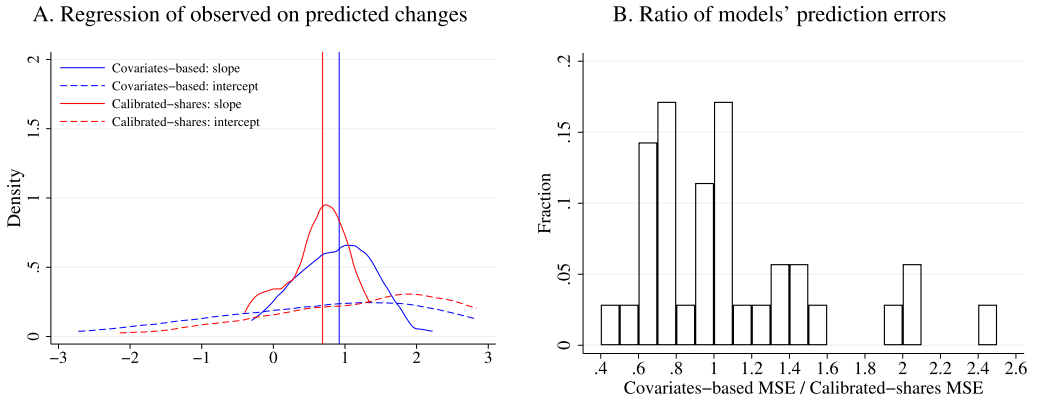 A. Regression of observed on predicted changes
2
1.5
1
.5
0
Density
Covariates−based: slope
Covariates−based: intercept
Calibrated−shares: slope
Calibrated−shares: intercept
−3 −2 −1 0 1 2 3
B. Ratio of models’ prediction errors
.2
.15
.1
.05
0
Fraction
.4 .6 .8 1 1.2 1.4 1.6 1.8 2 2.2 2.4 2.6
Covariates−based MSE / Calibrated−shares MSE